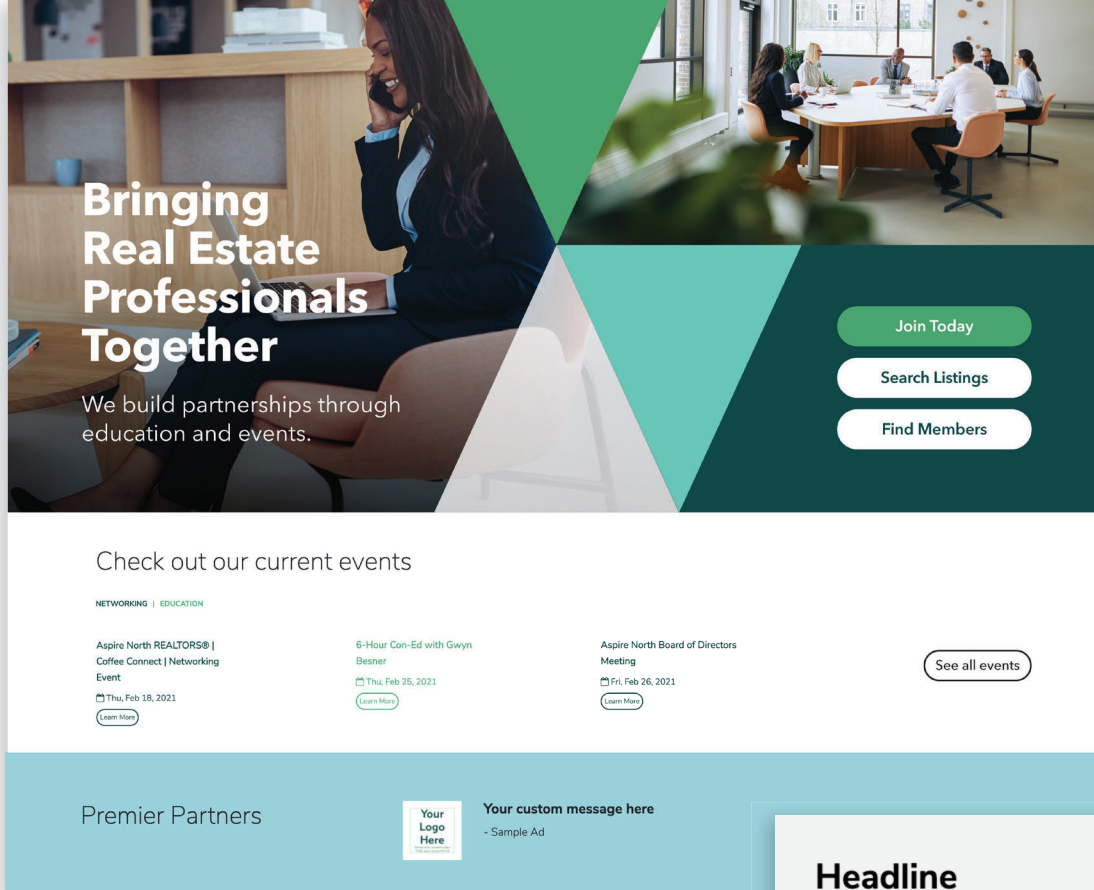 Bringing
Real Estate
Professionals
Together
We build partnerships through
education and events.
Join Today
Search Listings
Find Members
Check out our current events
NETWORKING | EDUCATION
Aspire North REALTORS® |
Coffee Connect | Networking
Event
Thu, Feb 18, 2021
Learn More
6-Hour Con-Ed with Gwyn
Besner
Thu, Feb 25, 2021
Learn More
Aspire North Board of Directors
Meeting
Fri, Feb 26, 2021
Learn More
See all events
Premier Partners
Your
Logo
Here
Your custom message here
- Sample Ad
Headline